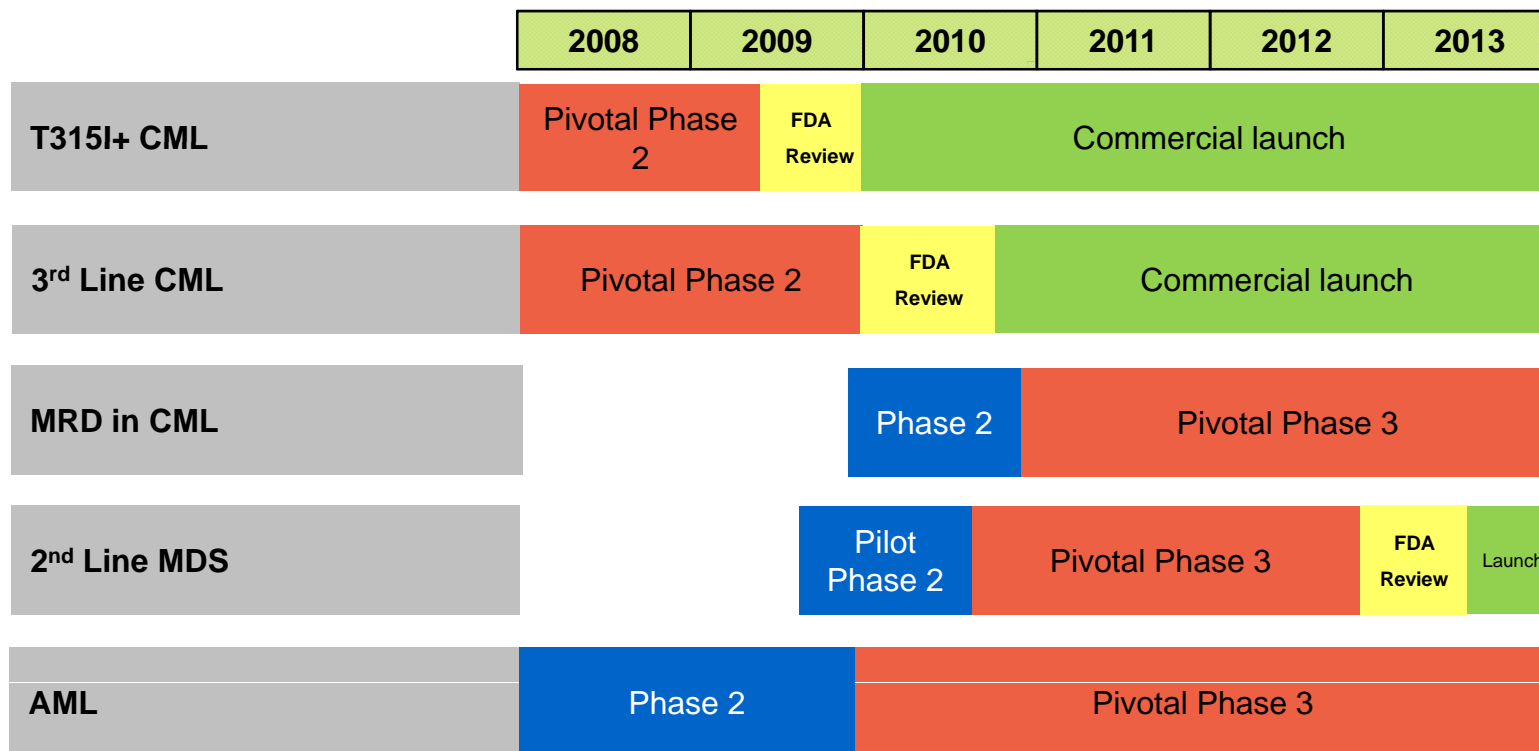 2008 2009 2010 2011 2012 2013
T315I+ CML
Pivotal Phase
2
FDA
Review
Commercial launch
3rd Line CML
Pivotal Phase 2
FDA
Review
Commercial launch
MRD in CML
Phase 2
Pivotal Phase 3
2nd Line MDS
Pilot
Phase 2
Pivotal Phase 3
FDA
Review
Launch
AML
Phase 2
Pivotal Phase 3